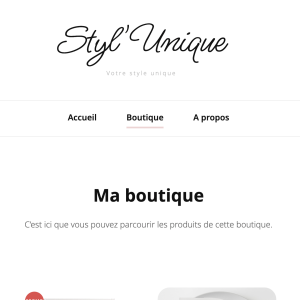 Styl'Unique
Votre style unique
Accueil Boutique A propos
Ma boutique
C'est ici que vous pouvez parcourir les produits de cette boutique.